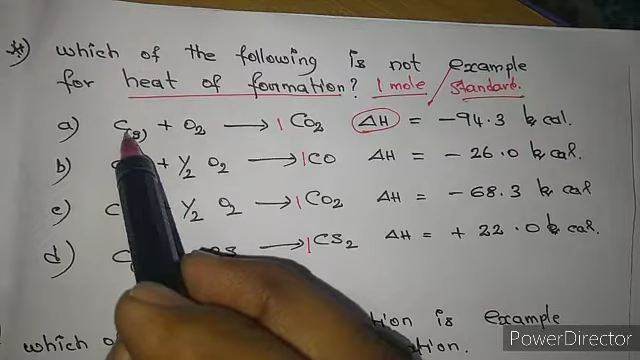 *) which of the following is not example
for heat of formation? 1 mole standard.
a) C(s) + O2 → 1 CO2 ΔH = -94.3 k cal.
b) + 1/2 O2 → 1 CO ΔH = - 26.0 k cal.
c) C 1/2 O2 → 1 CO2 ΔH = - 68.3 k cal
d) C → 1 CS2 ΔH = + 22.0 k cal.
tion is example
which o tion.
PowerDirector